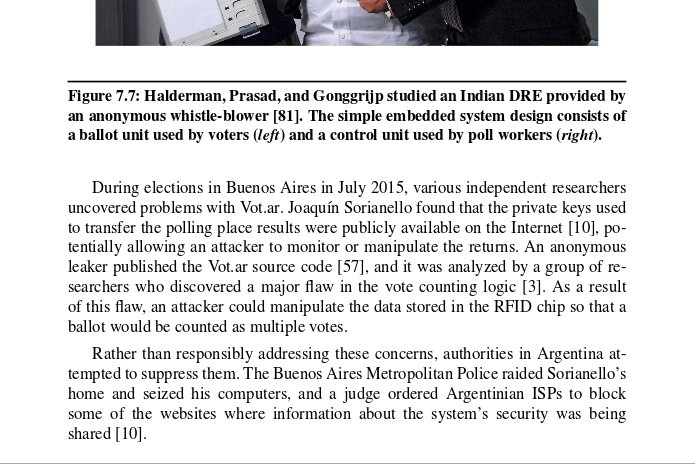 Figure 7.7: Halderman, Prasad, and Gonggrijp studied an Indian DRE provided by
an anonymous whistle-blower [81]. The simple embedded system design consists of
a ballot unit used by voters (left) and a control unit used by poll workers (right).
During elections in Buenos Aires in July 2015, various independent researchers
uncovered problems with Vot.ar. Joaquín Sorianello found that the private keys used
to transfer the polling place results were publicly available on the Internet [10], po-
tentially allowing an attacker to monitor or manipulate the returns. An anonymous
leaker published the Vot.ar source code [57], and it was analyzed by a group of re-
searchers who discovered a major flaw in the vote counting logic [3]. As a result
of this flaw, an attacker could manipulate the data stored in the RFID chip so that a
ballot would be counted as multiple votes.
Rather than responsibly addressing these concerns, authorities in Argentina at-
tempted to suppress them. The Buenos Aires Metropolitan Police raided Sorianello's
home and seized his computers, and a judge ordered Argentinian ISPs to block
some of the websites where information about the system's security was being
shared [10].